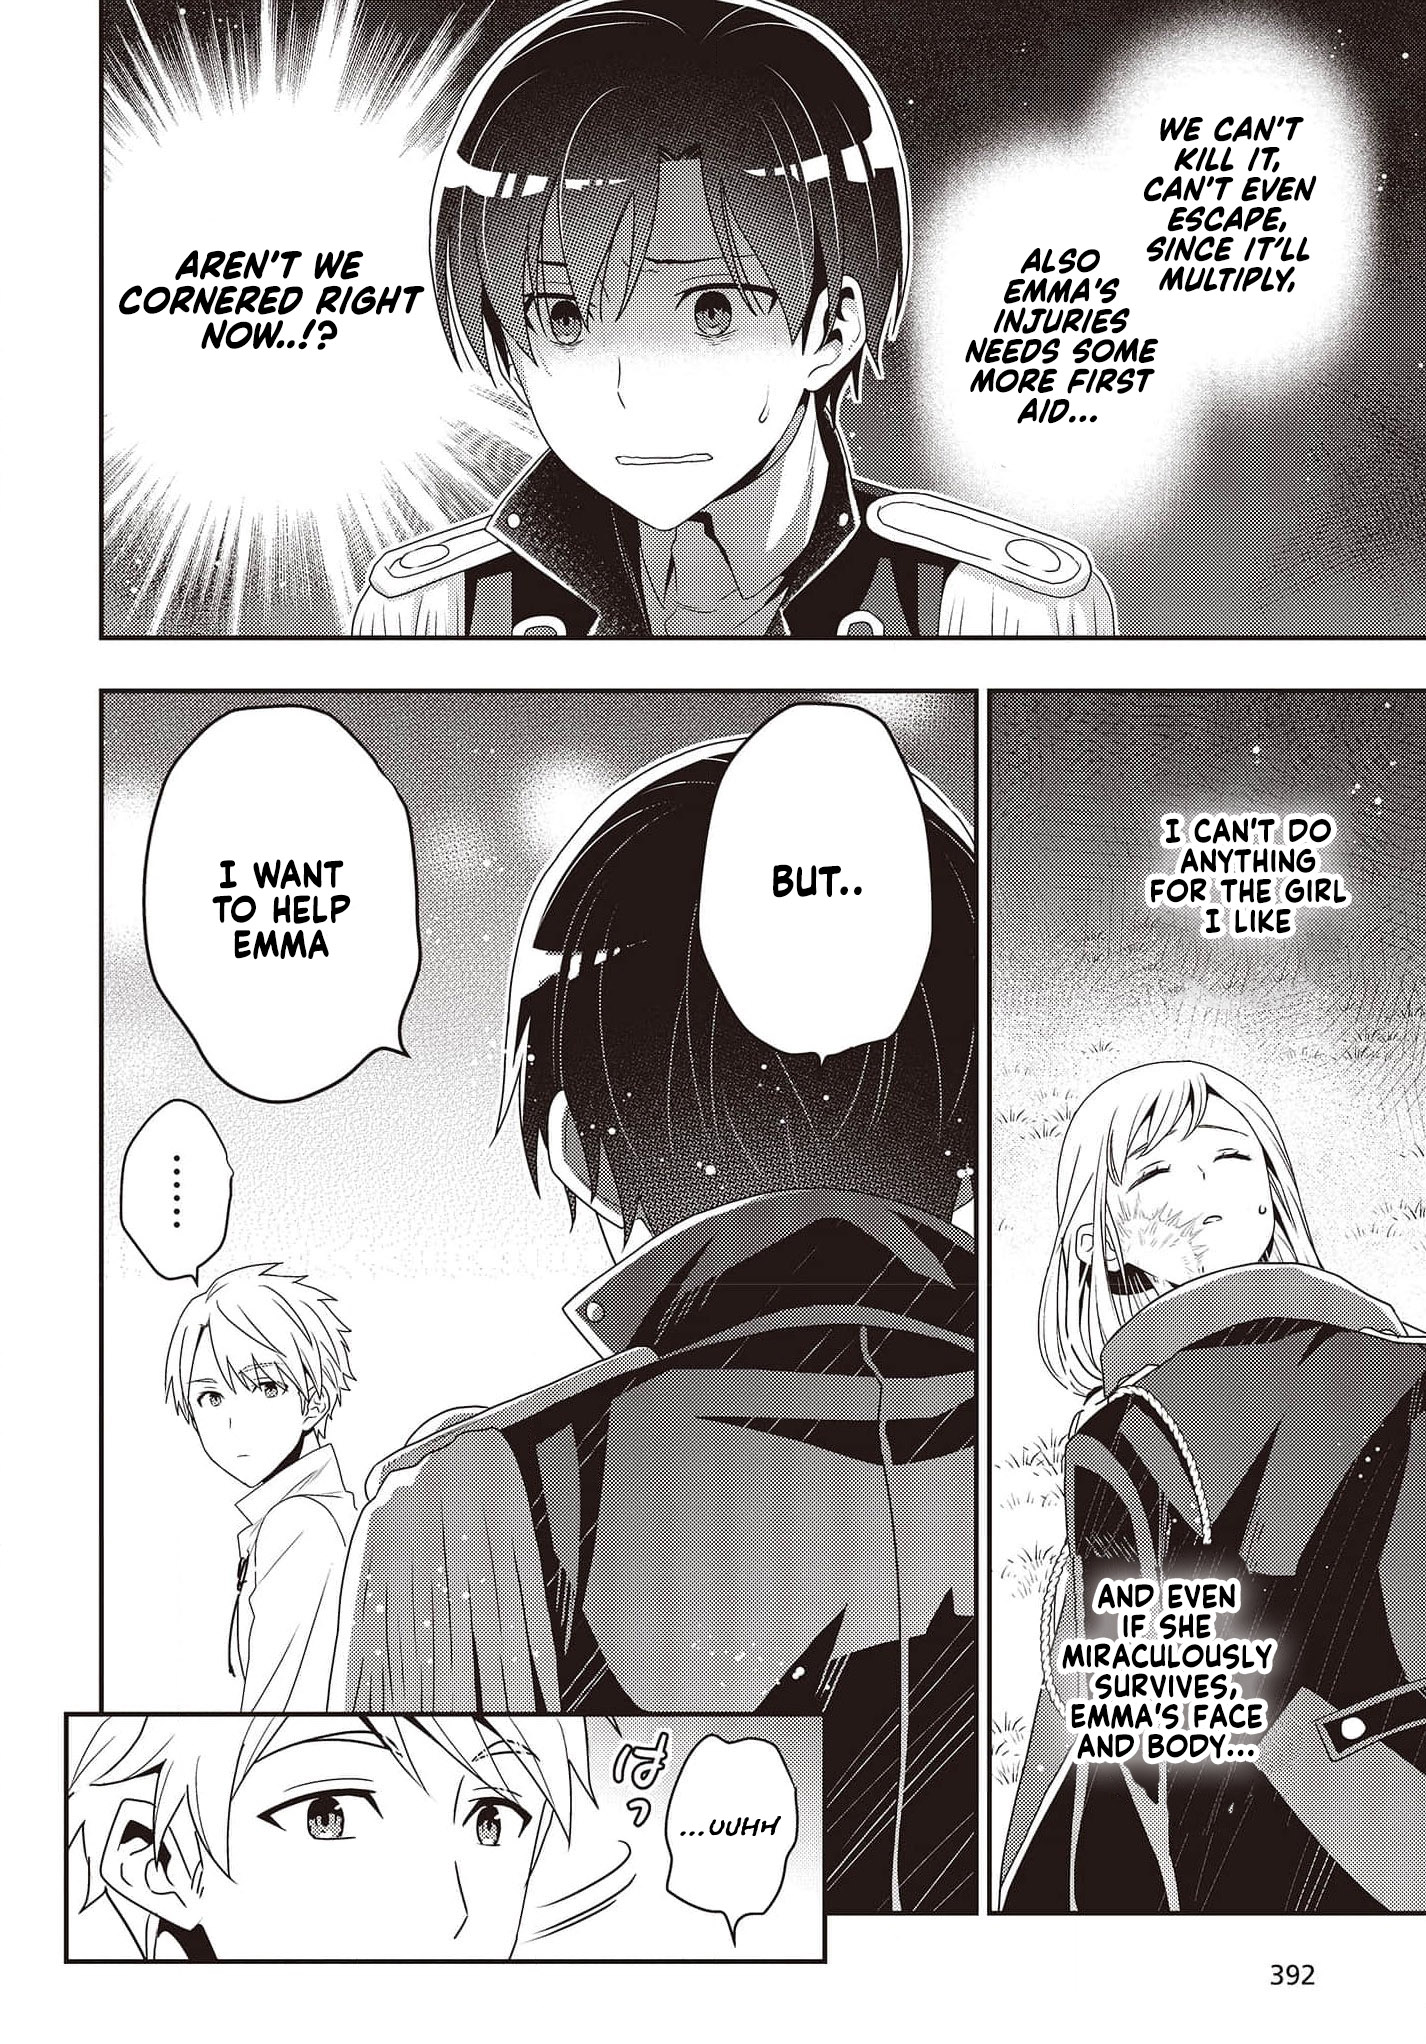 WE CAN'T
KILL IT,
CAN'T EVEN
ESCAPE,
SINCE IT'LL
MULTIPLY,
ALSO
EMMA'S
INJURIES
NEEDS SOME
MORE FIRST
AID...
AREN'T WE
CORNERED RIGHT
NOW..!?
I CAN'T DO
ANYTHING
FOR THE GIRL
I LIKE
AND EVEN
IF SHE
MIRACULOUSLY
SURVIVES,
EMMA'S FACE
AND BODY...
BUT..
I WANT
TO HELP
EMMA
........
...UUHH
はっ
392